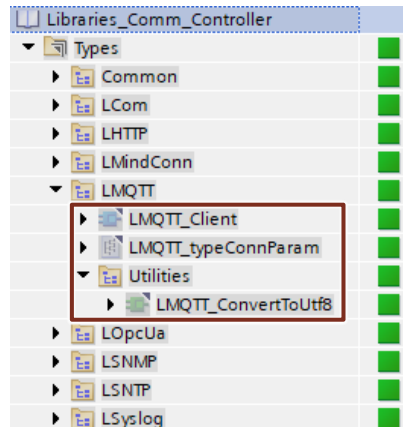 Libraries_Comm_Controller
Types
Common
LCom
LHTTP
LMindConn
LMQTT
LMQTT_Client
LMQTT_typeConnParam
Utilities
LMQTT_ConvertToUtf8
LOpcUa
LSNMP
LSNTP
LSyslog